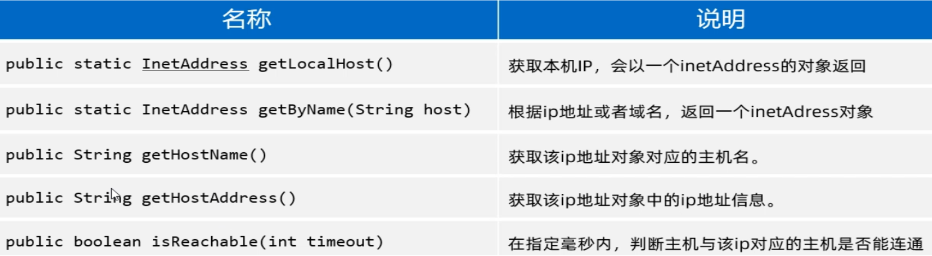 名称 说明
public static InetAddress getLocalHost() 获取本机IP，会以一个inetAddress的对象返回
public static InetAddress getByName(String host) 根据ip地址或者域名，返回一个inetAdress对象
public String getHostName() 获取该ip地址对象对应的主机名。
public String getHostAddress() 获取该ip地址对象中的ip地址信息。
public boolean isReachable(int timeout) 在指定毫秒内，判断主机与该ip对应的主机是否能连通